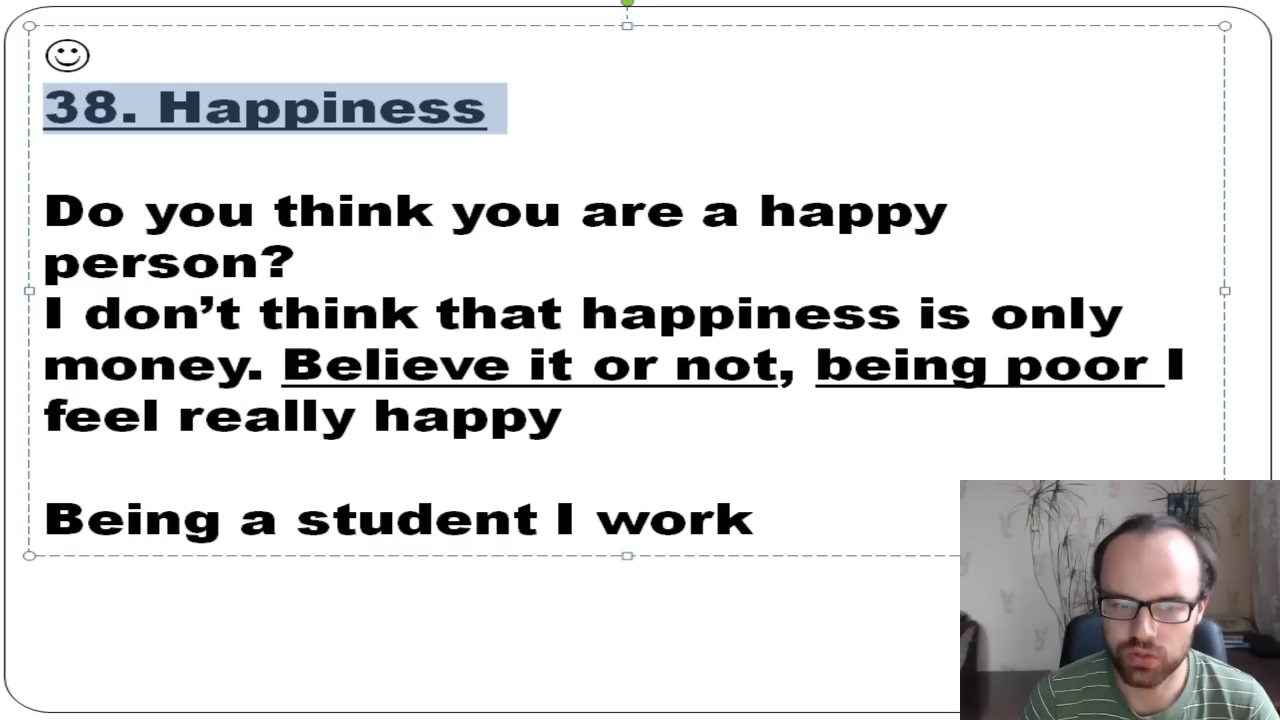 38. Happiness
Do you think you are a happy
person?
I don’t think that happiness is only
money. Believe it or not, being poor I
feel really happy
Being a student I work